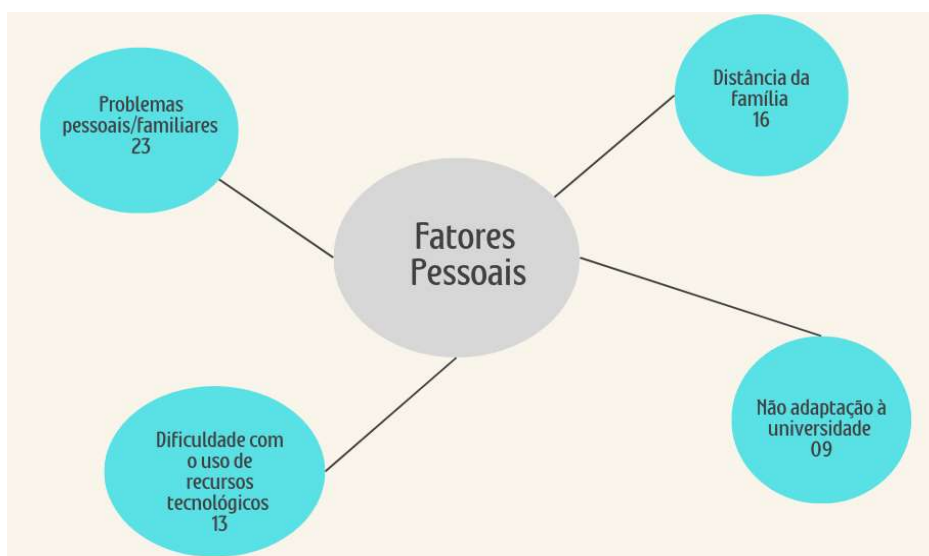 Problemas
pessoais/familiares
23
Distância da
família
16
Fatores
Pessoais
Dificuldade com
o uso de
recursos
tecnológicos
13
Não adaptação à
universidade
09